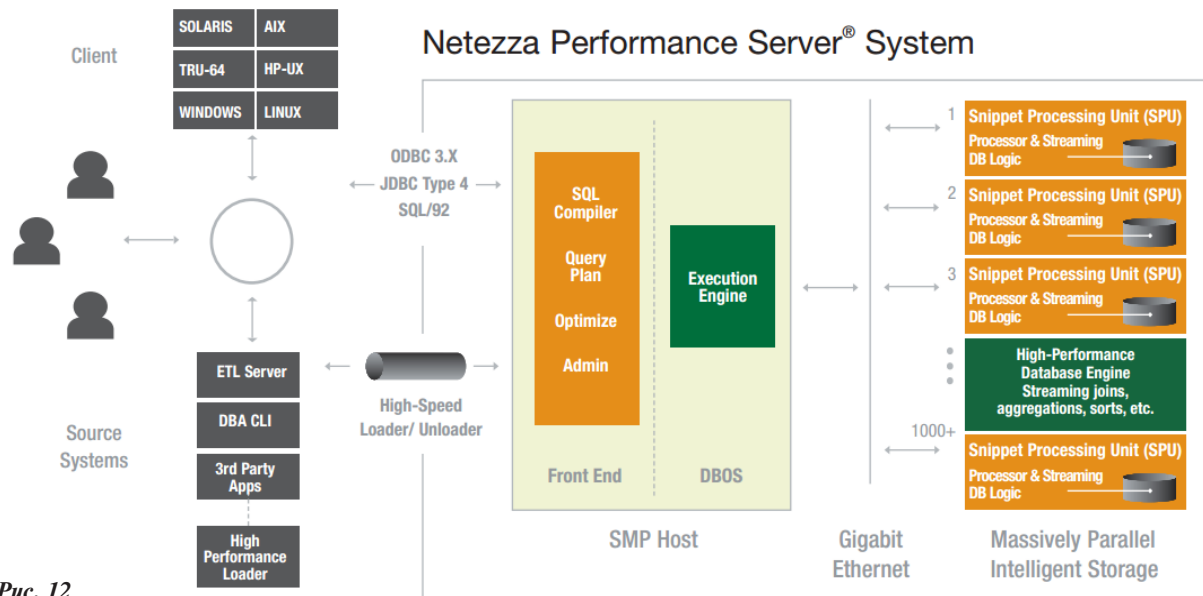 Netezza Performance Server® System
Client
SOLARIS
AIX
TRU-64
HP-UX
WINDOWS
LINUX
ODBC 3.X
JDBC Type 4
SQL/92
ETL Server
DBA CLI
3rd Party
Apps
High
Performance
Loader
Source
Systems
High-Speed
Loader/ Unloader
SQL
Compiler
Query
Plan
Optimize
Admin
Front End
Execution
Engine
DBOS
SMP Host
Gigabit
Ethernet
1
Snippet Processing Unit (SPU)
Processor & Streaming
DB Logic
2
Snippet Processing Unit (SPU)
Processor & Streaming
DB Logic
3
Snippet Processing Unit (SPU)
Processor & Streaming
DB Logic
High-Performance
Database Engine
Streaming joins,
aggregations, sorts, etc.
1000+
Snippet Processing Unit (SPU)
Processor & Streaming
DB Logic
Massively Parallel
Intelligent Storage
Рис. 12